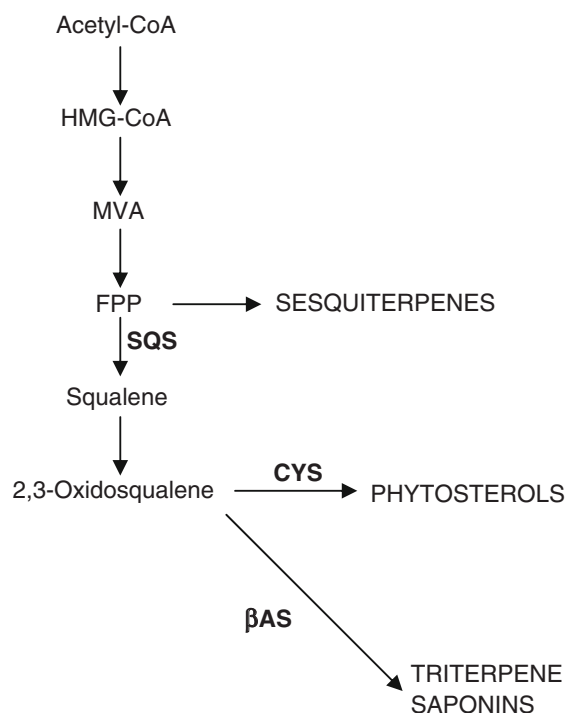 Acetyl-CoA
HMG-CoA
MVA
FPP
SESQUITERPENES
SQS
Squalene
2,3-Oxidosqualene
CYS
PHYTOSTEROLS
βAS
TRITERPENE
SAPONINS